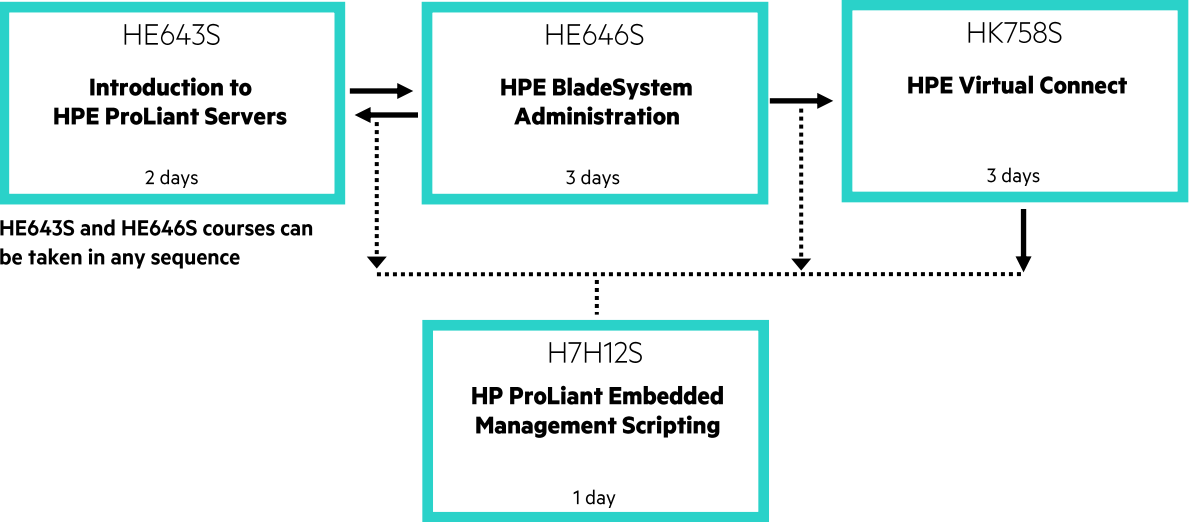 HE643S
Introduction to
HPE ProLiant Servers
2 days
HE643S and HE646S courses can
be taken in any sequence
HE646S
HPE BladeSystem
Administration
3 days
HK758S
HPE Virtual Connect
3 days
H7H12S
HP ProLiant Embedded
Management Scripting
1 day